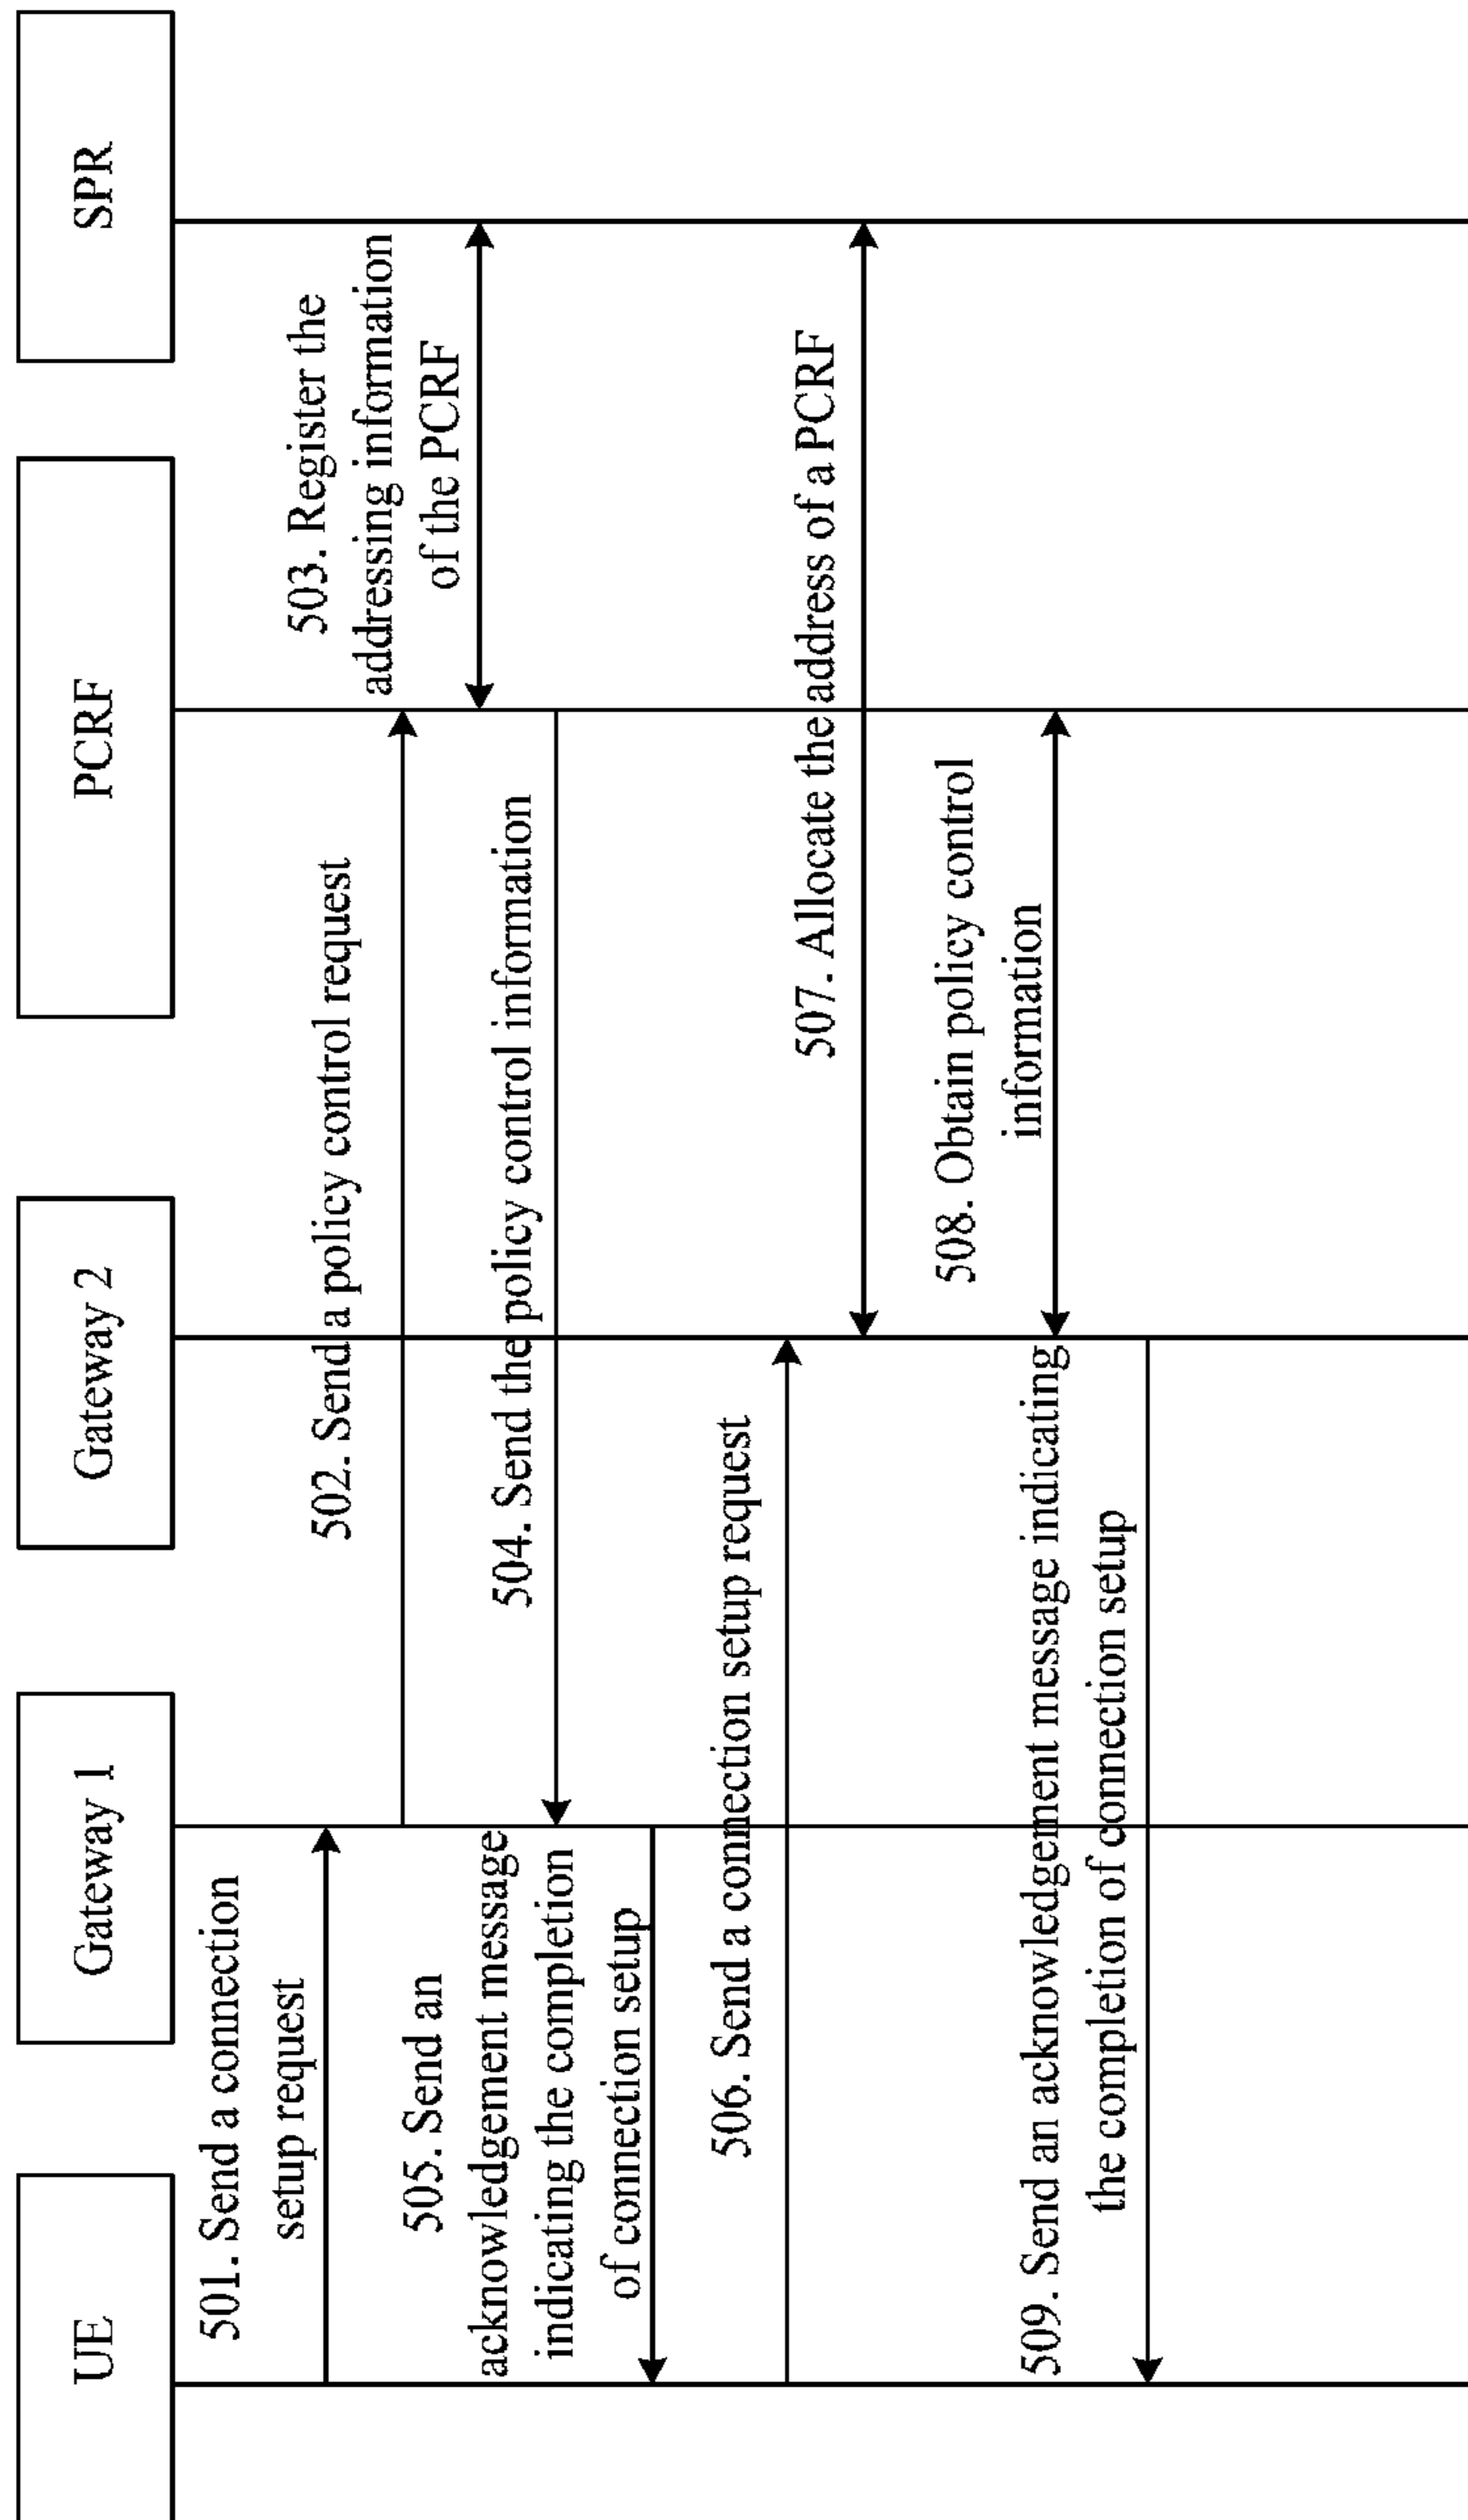 UE
Gateway 1
Gateway 2
PCRF
SPR
501. Send a connection
setup request
502. Send a policy control request
503. Register the
addressing information
of the PCRF
504. Send the policy control information
505. Send an
acknowledgement message
indicating the completion
of connection setup
506. Send a connection setup request
507. Allocate the address of a PCRF
508. Obtain policy control
information
509. Send an acknowledgement message indicating
the completion of connection setup